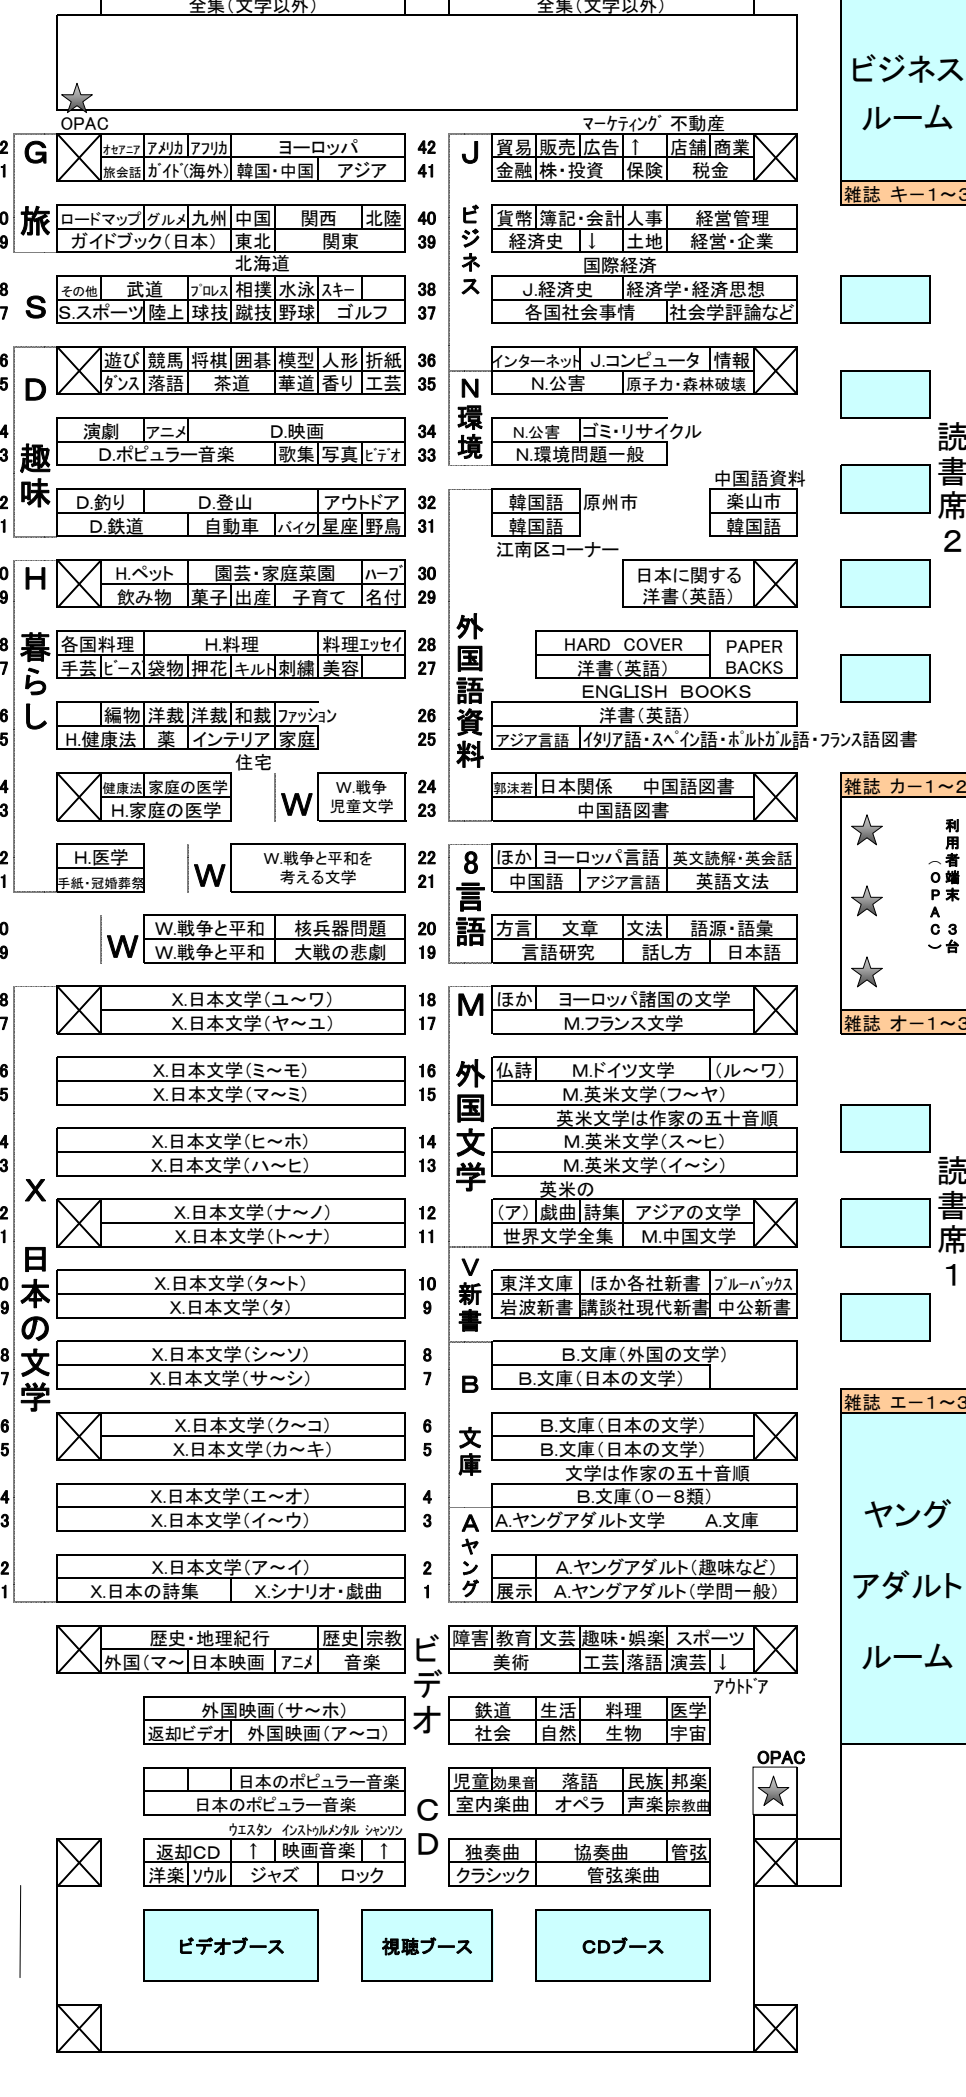 全集(文学以外) 全集(文学以外)
ビジネス
ルーム
OPAC
マーケティング 不動産
2 G オセアニア アメリカ アフリカ ヨーロッパ 42 J 貿易 販売 広告 ↑ 店舗 商業
1 旅会話 ガイド(海外) 韓国・中国 アジア 41 金融 株・投資 保険 税金
雑誌 キー1～3
0 旅 ロードマップ グルメ 九州 中国 関西 北陸 40 ビジネス 貨幣 簿記・会計 人事 経営管理
9 ガイドブック(日本) 東北 関東 39 経済史 ↓ 土地 経営・企業
北海道 国際経済
8 S その他 武道 プロレス 相撲 水泳 スキー 38 J.経済史 経済学・経済思想
7 S.スポーツ 陸上 球技 蹴技 野球 ゴルフ 37 各国社会事情 社会学評論など
6 D 遊び 競馬 将棋 囲碁 模型 人形 折紙 36 インターネット J.コンピュータ 情報
5 ダンス 落語 茶道 華道 香り 工芸 35 N N.公害 原子力・森林破壊
4 趣味 演劇 アニメ D.映画 34 環境 N.公害 ゴミ・リサイクル
3 D.ポピュラー音楽 歌集 写真 ビデオ 33 N.環境問題一般
読書席2
中国語資料
2 D.釣り D.登山 アウトドア 32 韓国語 原州市 楽山市
1 D.鉄道 自動車 バイク 星座 野鳥 31 韓国語 韓国語
江南区コーナー
0 H H.ペット 園芸・家庭菜園 ハーブ 30 日本に関する
9 飲み物 菓子 出産 子育て 名付 29 洋書(英語)
8 暮らし 各国料理 H.料理 料理エッセイ 28 外国語資料 HARD COVER PAPER
7 手芸 ビーズ 袋物 押花 キルト 刺繍 美容 27 洋書(英語) BACKS
ENGLISH BOOKS
6 編物 洋裁 洋裁 和裁 ファッション 26 洋書(英語)
5 H.健康法 薬 インテリア 家庭 25 アジア言語 イタリア語・スペイン語・ポルトガル語・フランス語図書
住宅
4 健康法 家庭の医学 W W.戦争 24 郭沫若 日本関係 中国語図書
3 H.家庭の医学 児童文学 23 中国語図書
雑誌 カー1～2
利用者端末 3台
(OPAC)
2 H.医学 W W.戦争と平和を 22 8 ほか ヨーロッパ言語 英文読解・英会話
1 手紙・冠婚葬祭 考える文学 21 言語 中国語 アジア言語 英語文法
0 W W.戦争と平和 核兵器問題 20 方言 文章 文法 語源・語彙
9 W.戦争と平和 大戦の悲劇 19 言語研究 話し方 日本語
8 X.日本文学(ユ～ワ) 18 M ほか ヨーロッパ諸国の文学
7 X.日本文学(ヤ～ユ) 17 M.フランス文学
雑誌 オー1～3
6 X.日本文学(ミ～モ) 16 外国文学 仏詩 M.ドイツ文学 (ル～ワ)
5 X.日本文学(マ～ミ) 15 M.英米文学(フ～ヤ)
英米文学は作家の五十音順
4 X.日本文学(ヒ～ホ) 14 M.英米文学(ス～ヒ)
3 X.日本文学(ハ～ヒ) 13 M.英米文学(イ～シ)
X 日本の文学
読書席1
英米の
2 X.日本文学(ナ～ノ) 12 (ア) 戯曲 詩集 アジアの文学
1 X.日本文学(ト～ナ) 11 世界文学全集 M.中国文学
0 X.日本文学(タ～ト) 10 V新書 東洋文庫 ほか各社新書 ブルーバックス
9 X.日本文学(タ) 9 岩波新書 講談社現代新書 中公新書
8 X.日本文学(シ～ソ) 8 B.文庫(外国の文学)
7 X.日本文学(サ～シ) 7 B B.文庫(日本の文学)
雑誌 エー1～3
6 X.日本文学(ク～コ) 6 文庫 B.文庫(日本の文学)
5 X.日本文学(カ～キ) 5 B.文庫(日本の文学)
文学は作家の五十音順
4 X.日本文学(エ～オ) 4 B.文庫(0－8類)
3 X.日本文学(イ～ウ) 3 Aヤング A.ヤングアダルト文学 A.文庫
2 X.日本文学(ア～イ) 2 A.ヤングアダルト(趣味など)
1 X.日本の詩集 X.シナリオ・戯曲 1 展示 A.ヤングアダルト(学問一般)
ヤング
アダルト
ルーム
歴史・地理紀行 歴史 宗教 ビデオ 障害 教育 文芸 趣味・娯楽 スポーツ
外国(マ～ 日本映画 アニメ 音楽 美術 工芸 落語 演芸 ↓
アウトドア
外国映画(サ～ホ) 鉄道 生活 料理 医学
返却ビデオ 外国映画(ア～コ) 社会 自然 生物 宇宙
OPAC
日本のポピュラー音楽 CD 児童 効果音 落語 民族 邦楽
日本のポピュラー音楽 室内楽曲 オペラ 声楽 宗教曲
ウエスタン インストゥルメンタル シャンソン
返却CD ↑ 映画音楽 ↑ 独奏曲 協奏曲 管弦
洋楽 ソウル ジャズ ロック クラシック 管弦楽曲
ビデオブース 視聴ブース CDブース